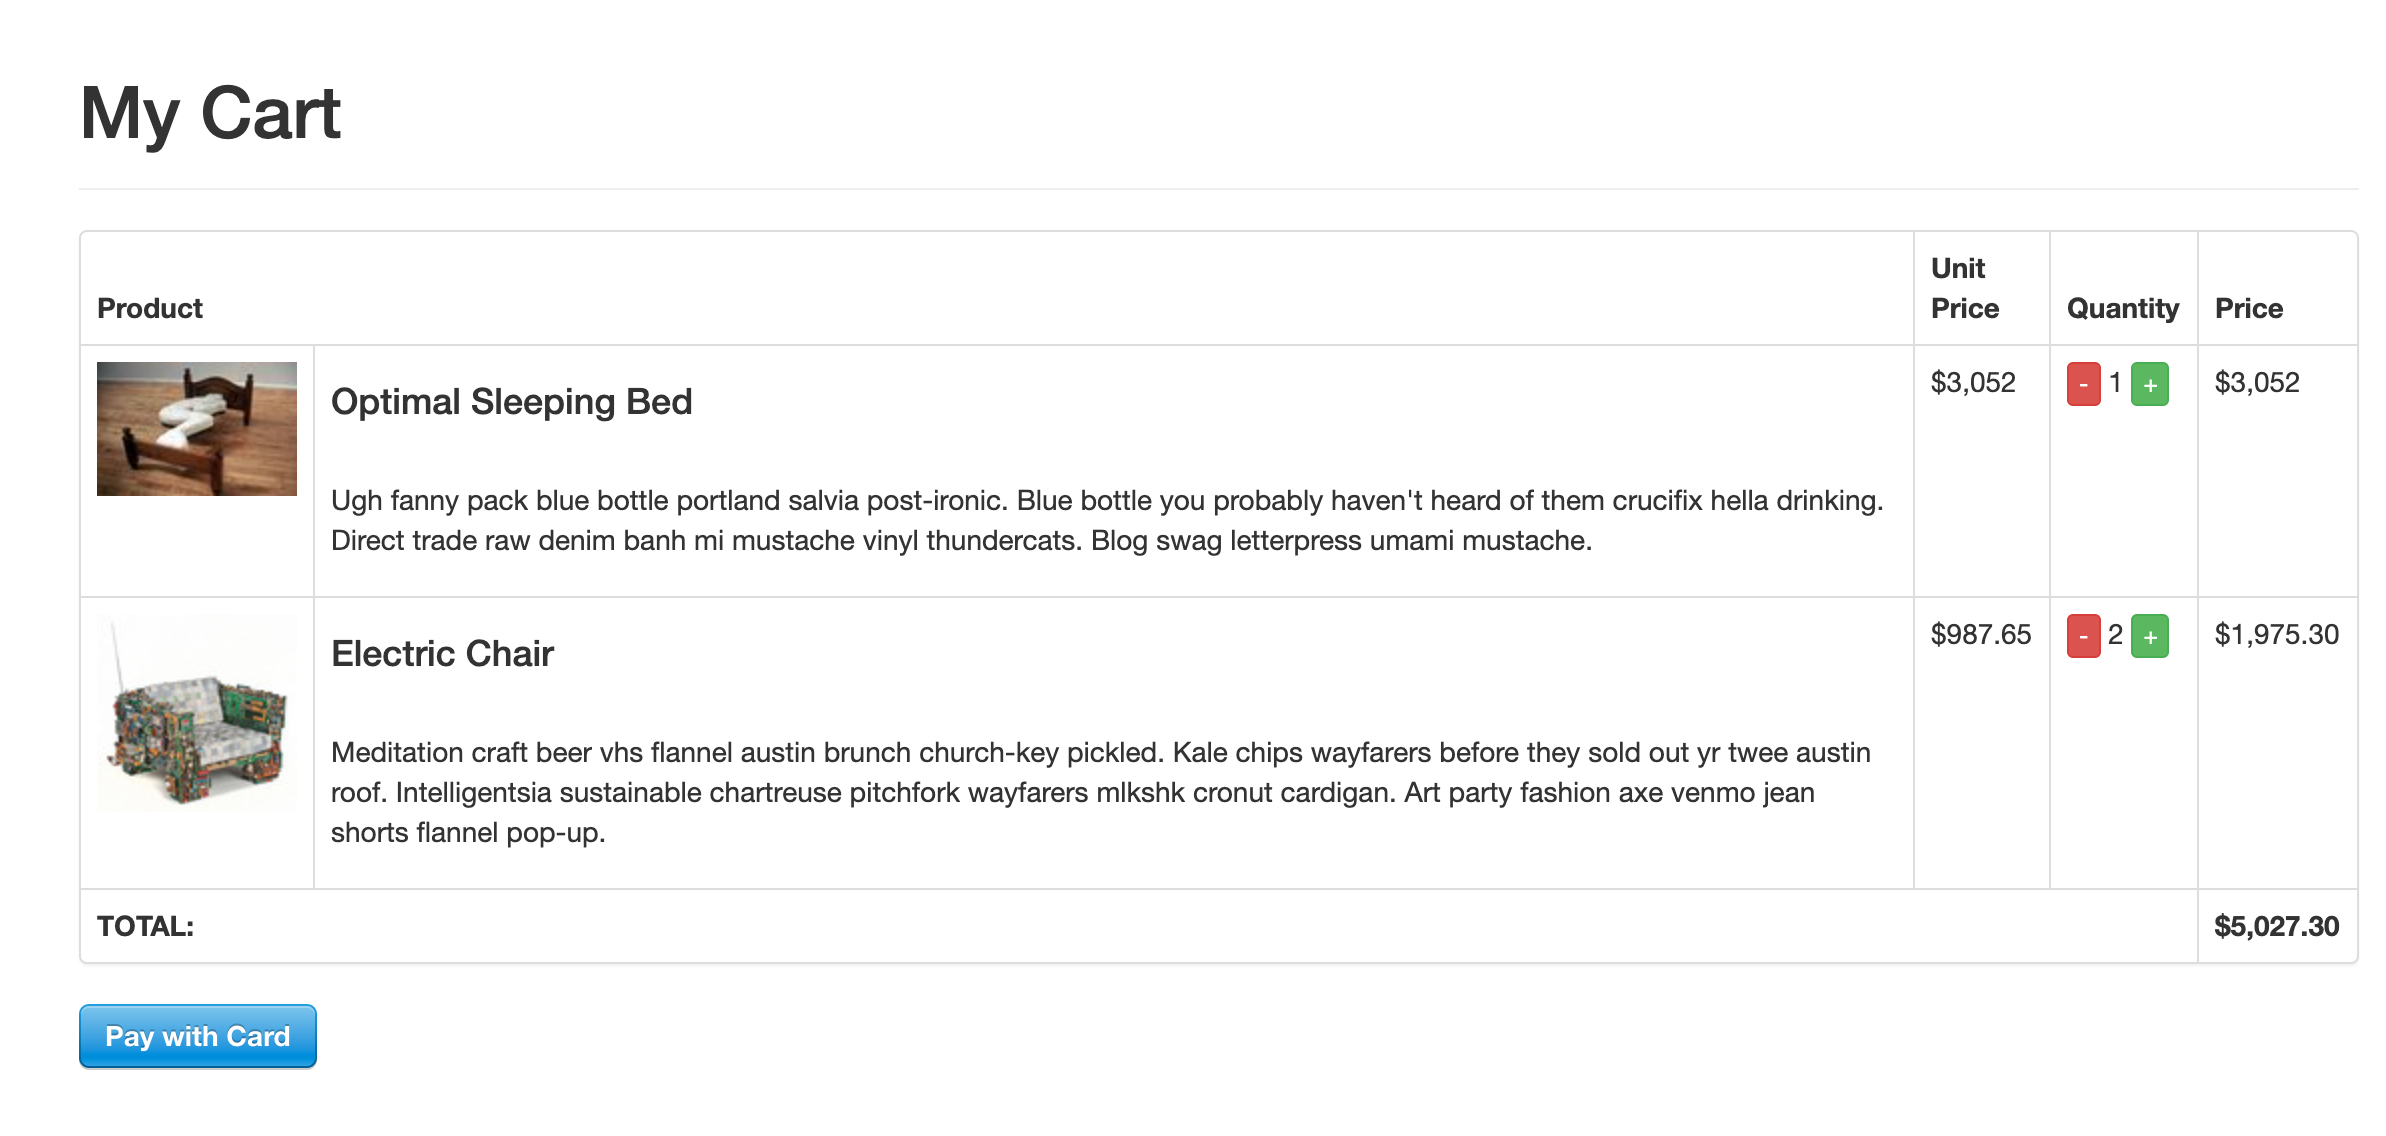 My Cart
Product
Unit
Price
Quantity
Price
Optimal Sleeping Bed
$3,052
- 1 +
$3,052
Ugh fanny pack blue bottle portland salvia post-ironic. Blue bottle you probably haven't heard of them crucifix hella drinking.
Direct trade raw denim banh mi mustache vinyl thundercats. Blog swag letterpress umami mustache.
Electric Chair
$987.65
- 2 +
$1,975.30
Meditation craft beer vhs flannel austin brunch church-key pickled. Kale chips wayfarers before they sold out yr twee austin
roof. Intelligentsia sustainable chartreuse pitchfork wayfarers mlkshk cronut cardigan. Art party fashion axe venmo jean
shorts flannel pop-up.
TOTAL:
$5,027.30
Pay with Card